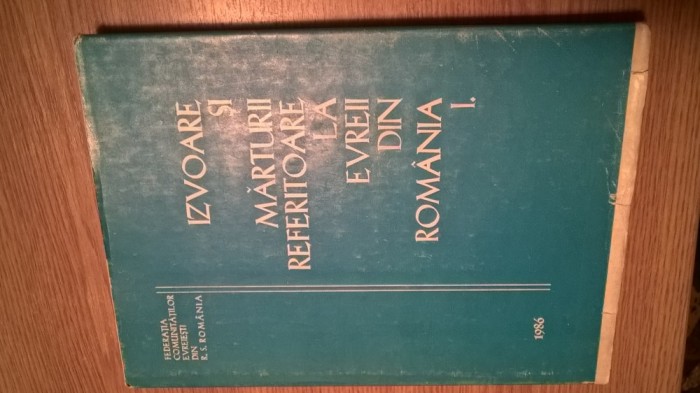 FEDERAȚIA
COMUNITĂȚILOR
EVREIEȘTI
DIN
R. S. ROMÂNIA
IZVOARE
ȘI
MĂRTURII
REFERITOARE
LA
EVREII
DIN
ROMÂNIA
I.
1986